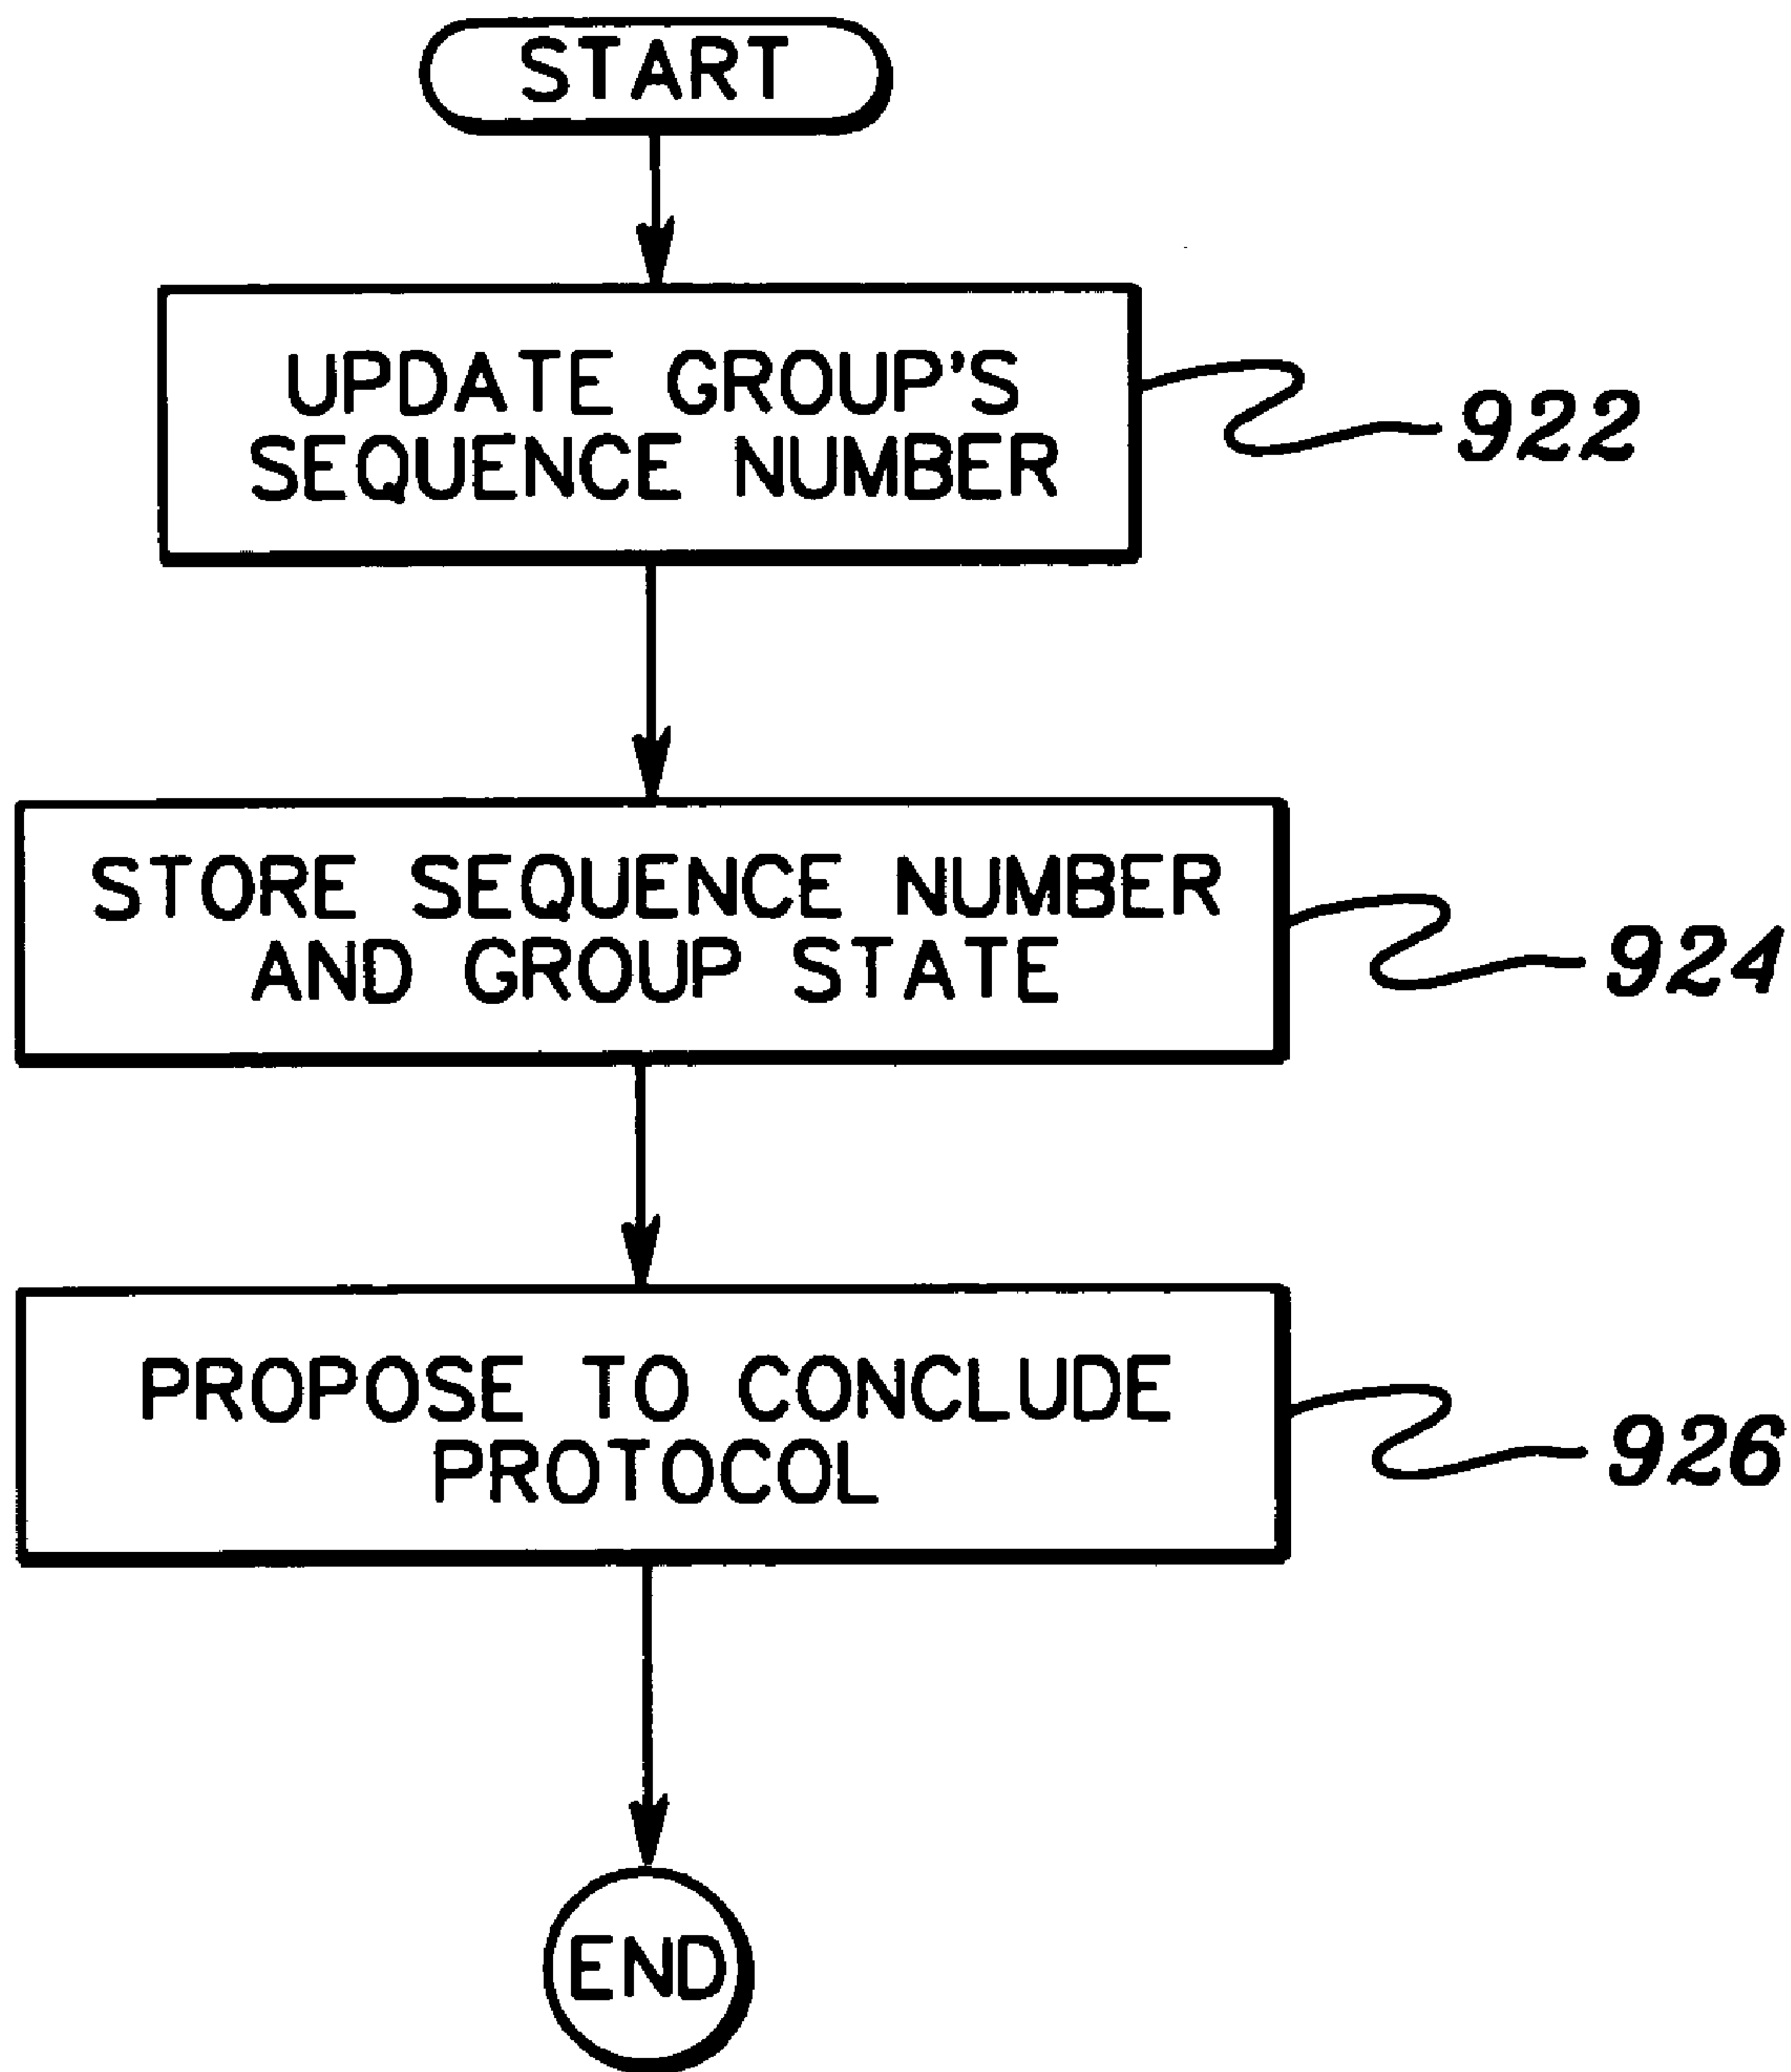 START
UPDATE GROUP'S
SEQUENCE NUMBER
922
STORE SEQUENCE NUMBER
AND GROUP STATE
924
PROPOSE TO CONCLUDE
PROTOCOL
926
END